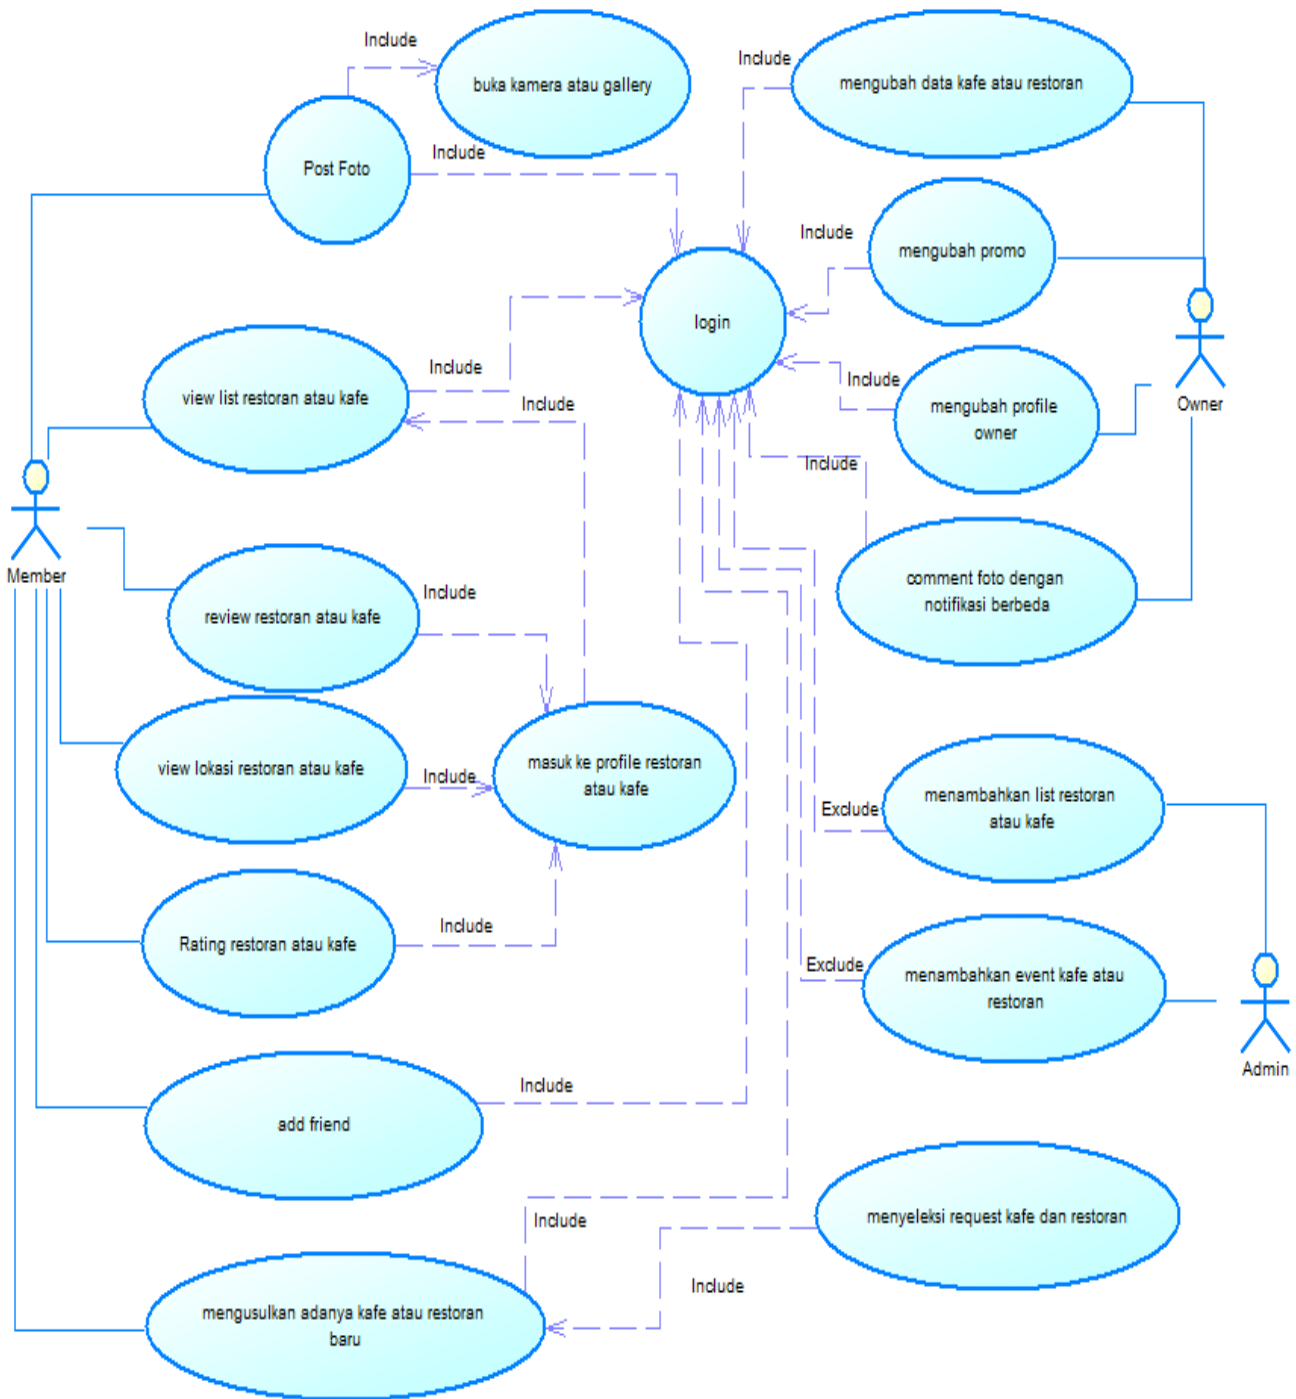 Include
buka kamera atau gallery
Include
mengubah data kafe atau restoran
Post Foto
Include
Include
mengubah promo
login
view list restoran atau kafe
Include
Include
Include
mengubah profile
owner
Owner
Include
Member
review restoran atau kafe
Include
comment foto dengan
notifikasi berbeda
view lokasi restoran atau kafe
Include
masuk ke profile restoran
atau kafe
Exclude
menambahkan list restoran
atau kafe
Rating restoran atau kafe
Include
Exclude
menambahkan event kafe atau
restoran
Admin
add friend
Include
Include
menyeleksi request kafe dan restoran
Include
mengusulkan adanya kafe atau restoran
baru